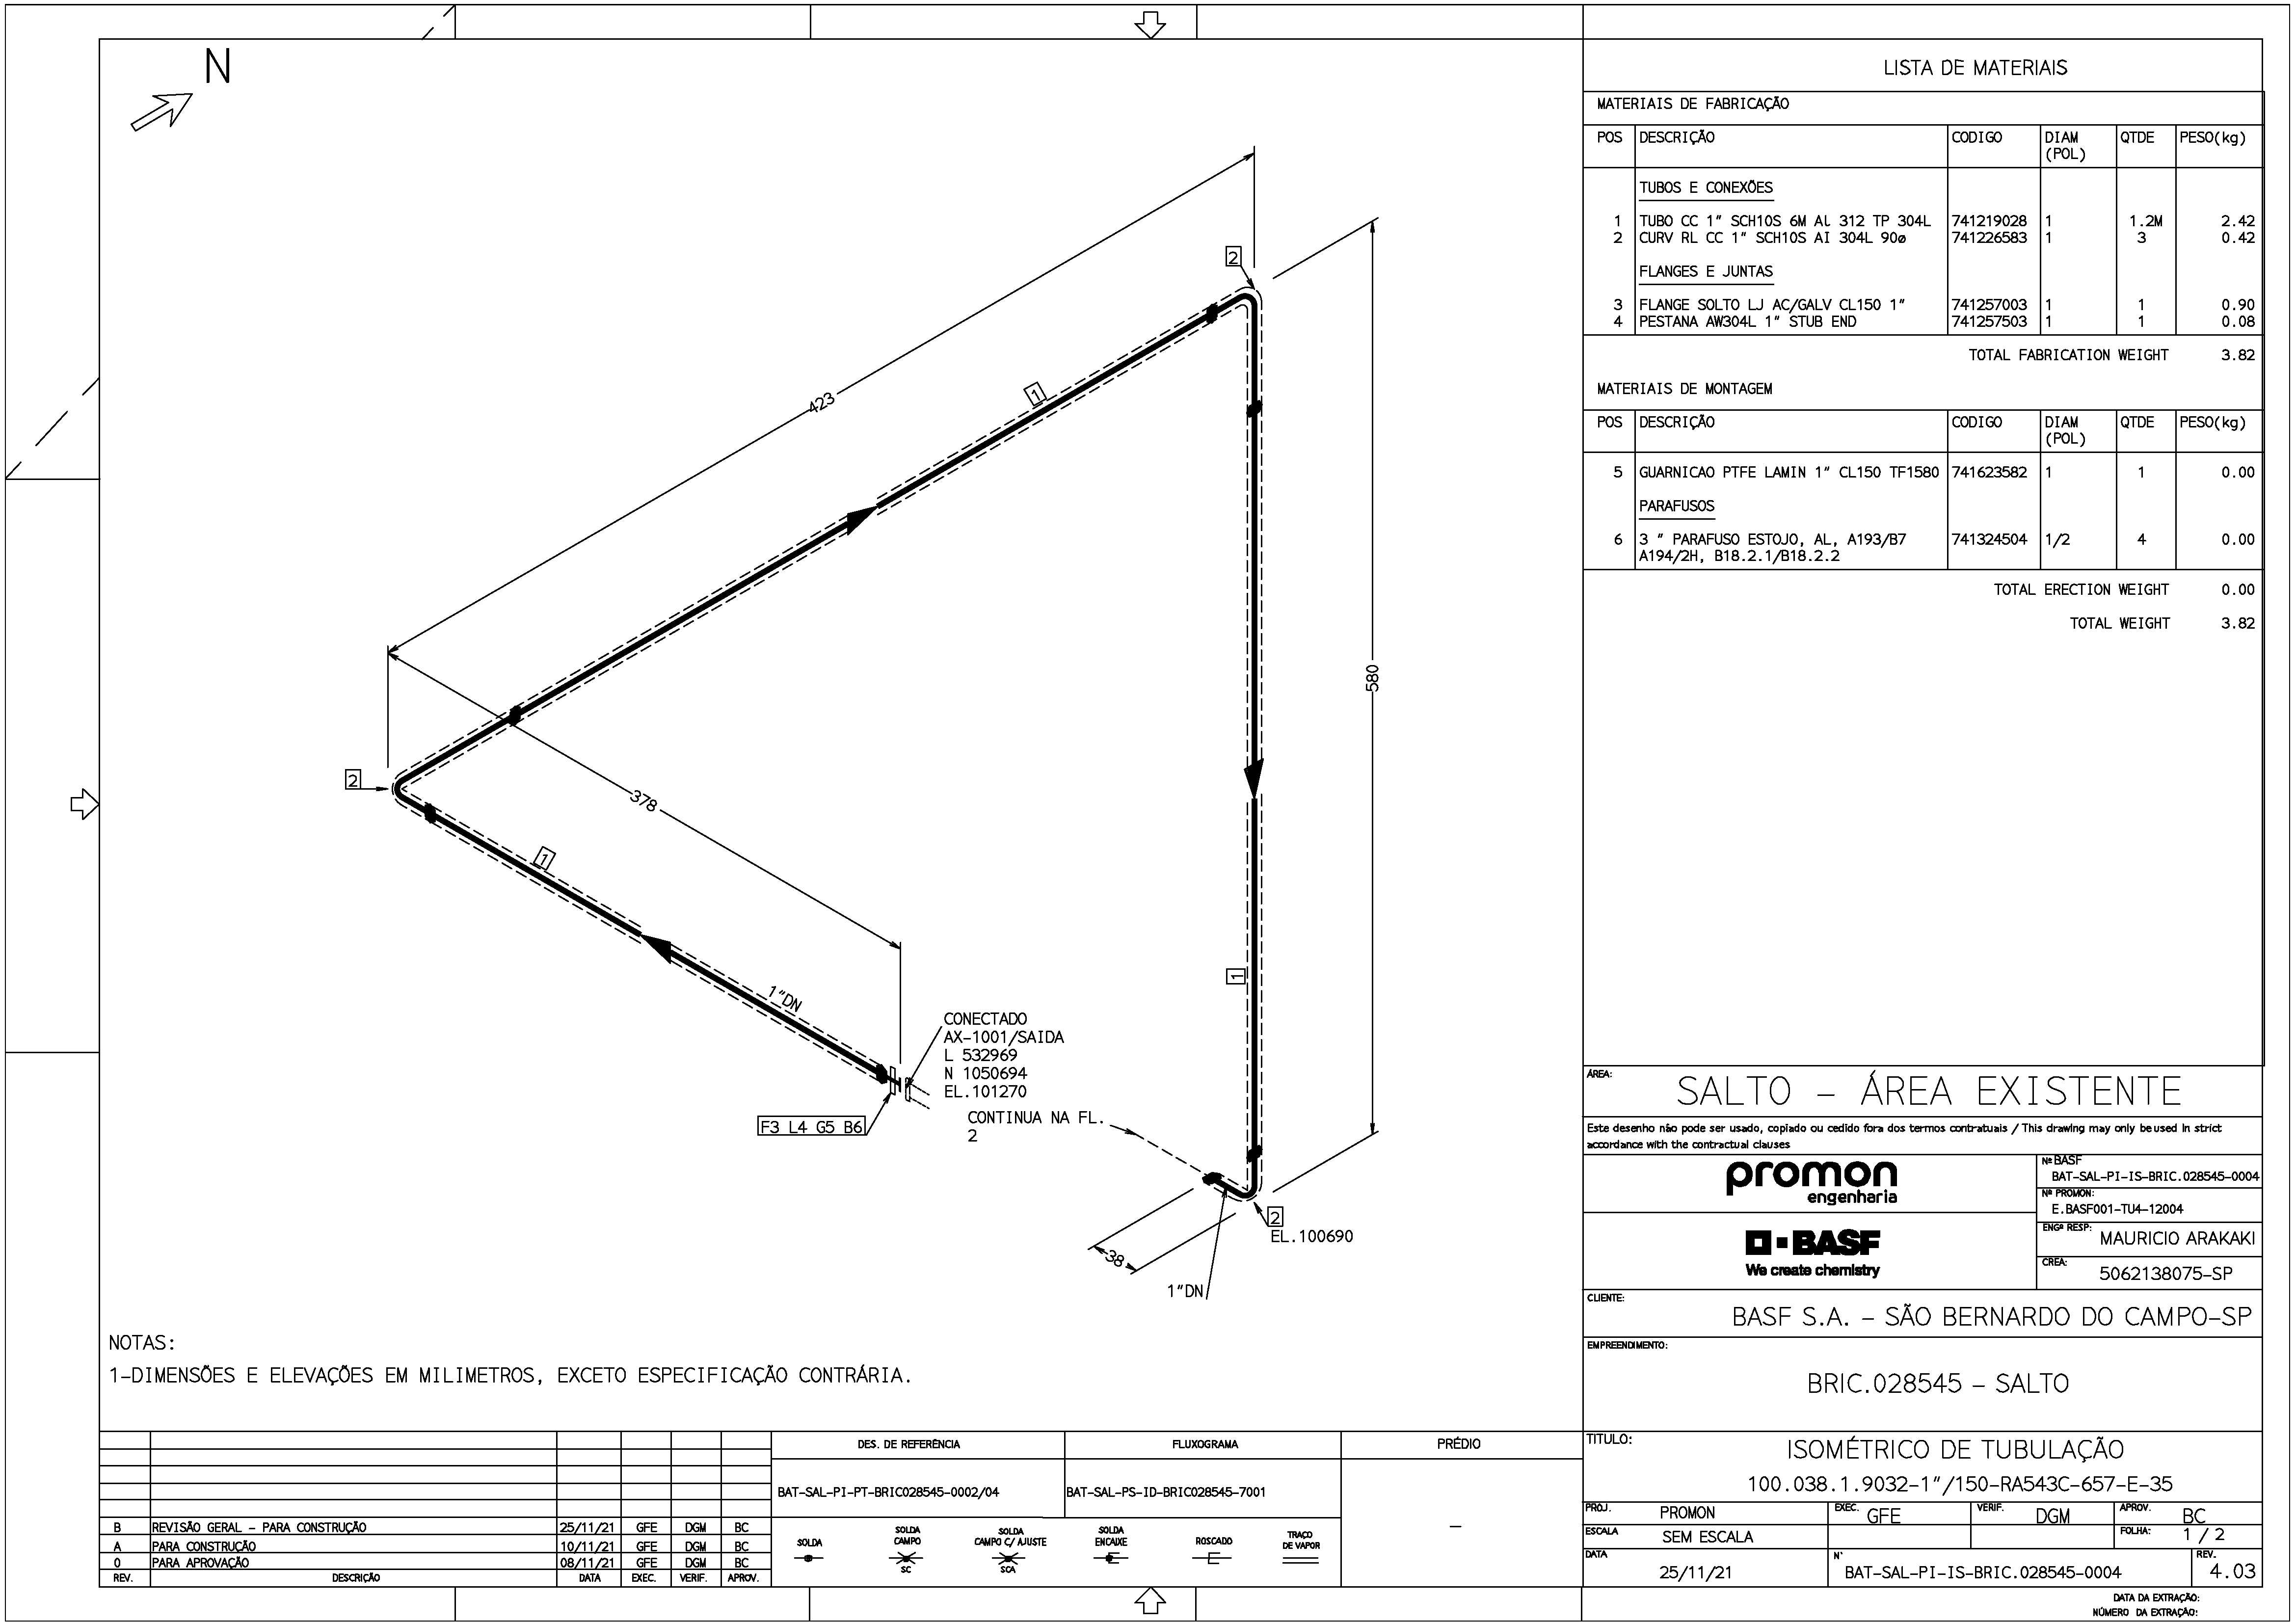 N
LISTA DE MATERIAIS
MATERIAIS DE FABRICAÇÃO
POS DESCRIÇÃO CODIGO DIAM (POL) QTDE PESO(kg)
TUBOS E CONEXÕES
1 TUBO CC 1" SCH10S 6M AL 312 TP 304L 741219028 1 1.2M 2.42
2 CURV RL CC 1" SCH10S AI 304L 90ø 741226583 1 3 0.42
FLANGES E JUNTAS
3 FLANGE SOLTO LJ AC/GALV CL150 1" 741257003 1 1 0.90
4 PESTANA AW304L 1" STUB END 741257503 1 1 0.08
TOTAL FABRICATION WEIGHT 3.82
MATERIAIS DE MONTAGEM
POS DESCRIÇÃO CODIGO DIAM (POL) QTDE PESO(kg)
5 GUARNICAO PTFE LAMIN 1" CL150 TF1580 741623582 1 1 0.00
PARAFUSOS
6 3 " PARAFUSO ESTOJO, AL, A193/B7 741324504 1/2 4 0.00
A194/2H, B18.2.1/B18.2.2
TOTAL ERECTION WEIGHT 0.00
TOTAL WEIGHT 3.82
2
423
1
580
2
378
1
1
1"DN
CONECTADO
AX-1001/SAIDA
L 532969
N 1050694
EL.101270
F3 L4 G5 B6
CONTINUA NA FL.
2
2
EL.100690
38
1"DN
NOTAS:
1-DIMENSÕES E ELEVAÇÕES EM MILIMETROS, EXCETO ESPECIFICAÇÃO CONTRÁRIA.
ÁREA:
SALTO - ÁREA EXISTENTE
Este desenho não pode ser usado, copiado ou cedido fora dos termos contratuais / This drawing may only be used in strict
accordance with the contractual clauses
promon
engenharia
Nº BASF
BAT-SAL-PI-IS-BRIC.028545-0004
Nº PROMON:
E.BASF001-TU4-12004
BASF
We create chemistry
ENGº RESP:
MAURICIO ARAKAKI
CREA:
5062138075-SP
CLIENTE:
BASF S.A. - SÃO BERNARDO DO CAMPO-SP
EMPREENDIMENTO:
BRIC.028545 - SALTO
TITULO:
ISOMÉTRICO DE TUBULAÇÃO
100.038.1.9032-1"/150-RA543C-657-E-35
PROJ. PROMON EXEC. GFE VERIF. DGM APROV. BC
ESCALA SEM ESCALA FOLHA: 1 / 2
DATA 25/11/21 N° BAT-SAL-PI-IS-BRIC.028545-0004 REV. 4.03
DATA DA EXTRAÇÃO:
NÚMERO DA EXTRAÇÃO:
DES. DE REFERÊNCIA FLUXOGRAMA PRÉDIO
BAT-SAL-PI-PT-BRIC028545-0002/04 BAT-SAL-PS-ID-BRIC028545-7001 -
B REVISÃO GERAL - PARA CONSTRUÇÃO 25/11/21 GFE DGM BC
A PARA CONSTRUÇÃO 10/11/21 GFE DGM BC
0 PARA APROVAÇÃO 08/11/21 GFE DGM BC
REV. DESCRIÇÃO DATA EXEC. VERIF. APROV.
SOLDA
SOLDA CAMPO
SC
SOLDA CAMPO C/ AJUSTE
SCA
SOLDA ENCAIXE
ROSCADO
TRAÇO DE VAPOR